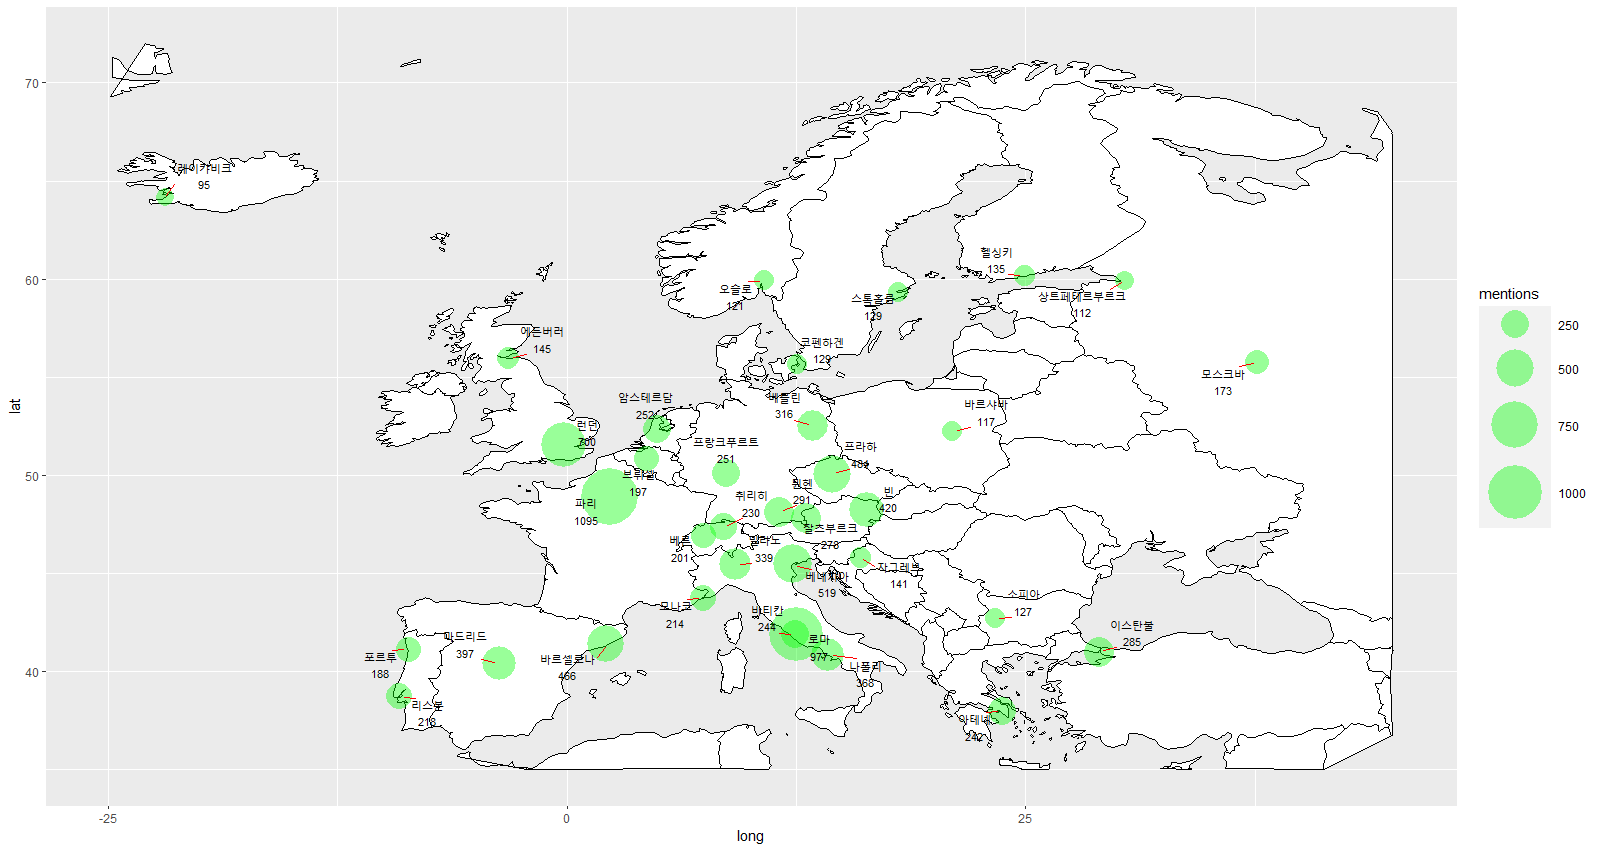 70
60
50
40
lat
-25
0
25
long
레이캬비크
95
오슬로
121
스톡홀름
129
헬싱키
135
상트페테르부르크
112
에든버러
145
코펜하겐
129
모스크바
173
암스테르담
252
베를린
316
바르샤바
117
런던
700
프랑크푸르트
251
프라하
484
브뤼셀
197
파리
1095
취리히
230
뮌헨
291
빈
420
잘츠부르크
278
베른
201
밀라노
339
베네치아
519
자그레브
141
모나코
214
바티칸
244
로마
977
나폴리
368
소피아
127
이스탄불
285
아테네
242
마드리드
397
바르셀로나
466
포르투
188
리스본
218
mentions
250
500
750
1000